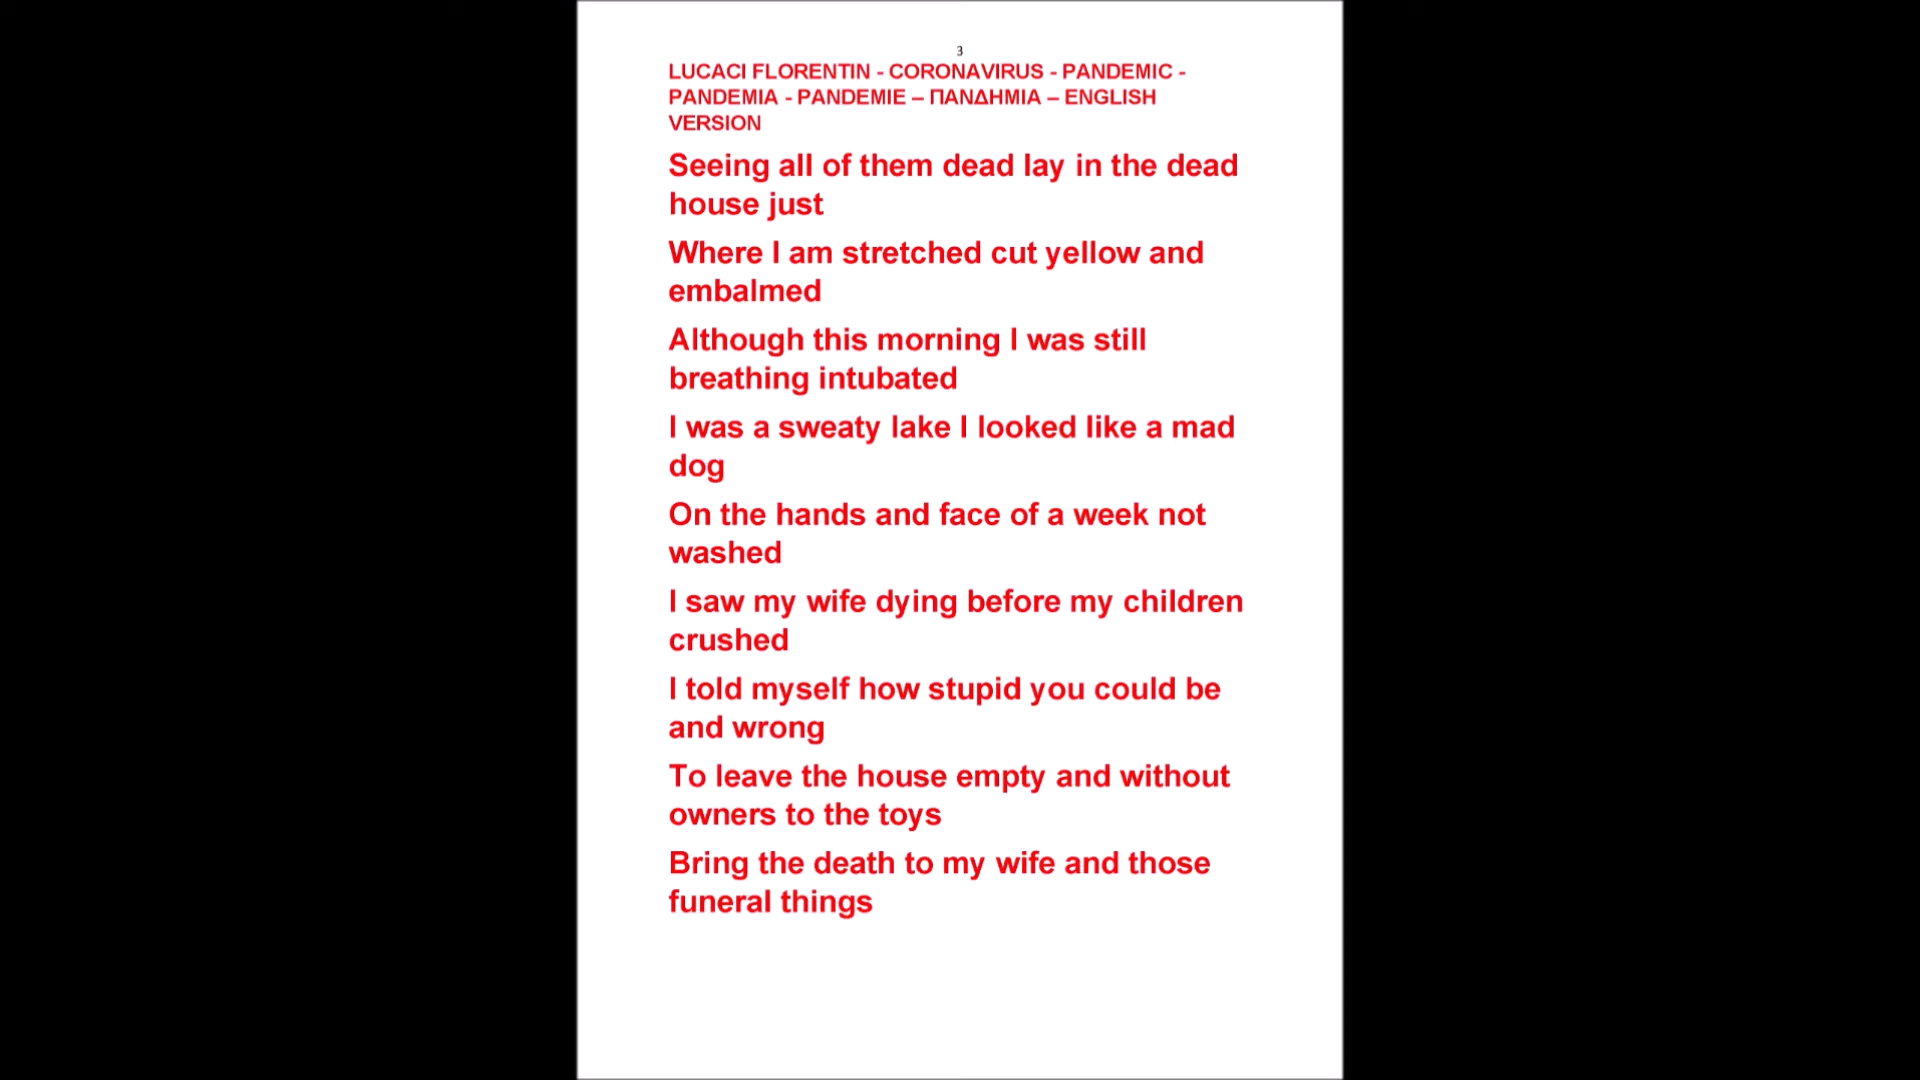 3
LUCACI FLORENTIN - CORONAVIRUS - PANDEMIC -
PANDEMIA - PANDEMIE – ΠΑΝΔΗΜΙΑ – ENGLISH
VERSION
Seeing all of them dead lay in the dead
house just
Where I am stretched cut yellow and
embalmed
Although this morning I was still
breathing intubated
I was a sweaty lake I looked like a mad
dog
On the hands and face of a week not
washed
I saw my wife dying before my children
crushed
I told myself how stupid you could be
and wrong
To leave the house empty and without
owners to the toys
Bring the death to my wife and those
funeral things